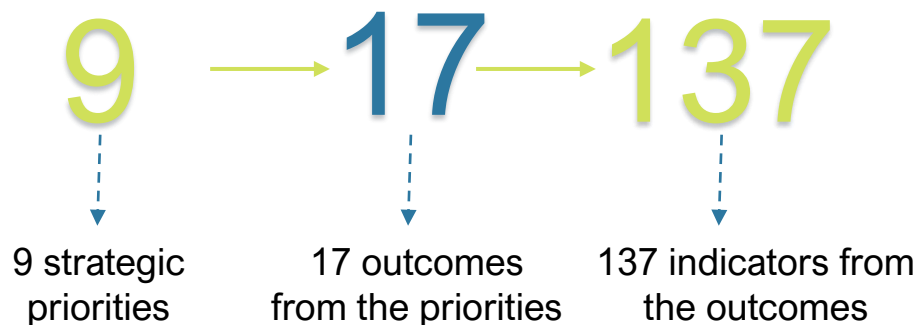 9
17
137
9 strategic
priorities
17 outcomes
from the priorities
137 indicators from
the outcomes